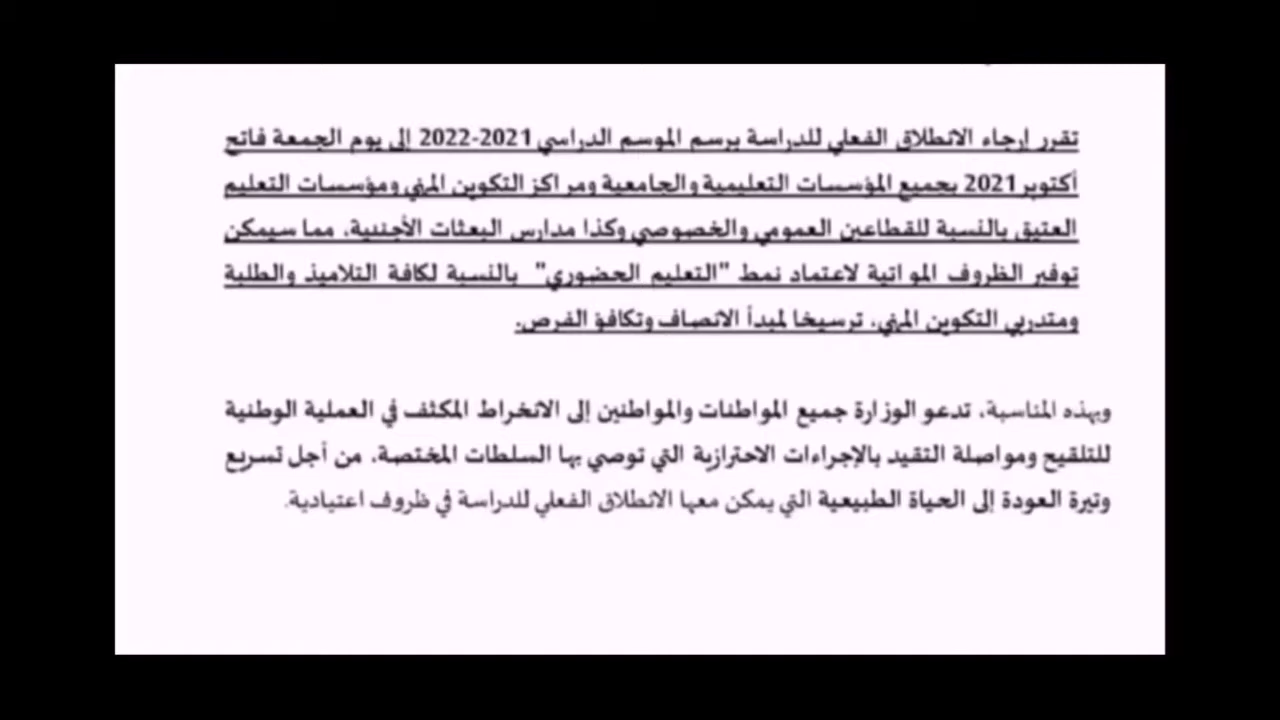 تقرر إرجاء الانطلاق الفعلي للدراسة برسم الموسم الدراسي 2021-2022 إلى يوم الجمعة فاتح
أكتوبر 2021 بجميع المؤسسات التعليمية والجامعية ومراكز التكوين المهني ومؤسسات التعليم
العتيق بالنسبة للقطاعين العمومي والخصوصي وكذا مدارس البعثات الأجنبية، مما سيمكن
توفير الظروف المواتية لاعتماد نمط "التعليم الحضوري" بالنسبة لكافة التلاميذ والطلبة
ومتدربي التكوين المهني، ترسيخا لمبدأ الانصاف وتكافؤ الفرص.
وبهذه المناسبة، تدعو الوزارة جميع المواطنات والمواطنين إلى الانخراط المكثف في العملية الوطنية
للتلقيح ومواصلة التقيد بالإجراءات الاحترازية التي توصي بها السلطات المختصة، من أجل تسريع
وتيرة العودة إلى الحياة الطبيعية التي يمكن معها الانطلاق الفعلي للدراسة في ظروف اعتيادية.